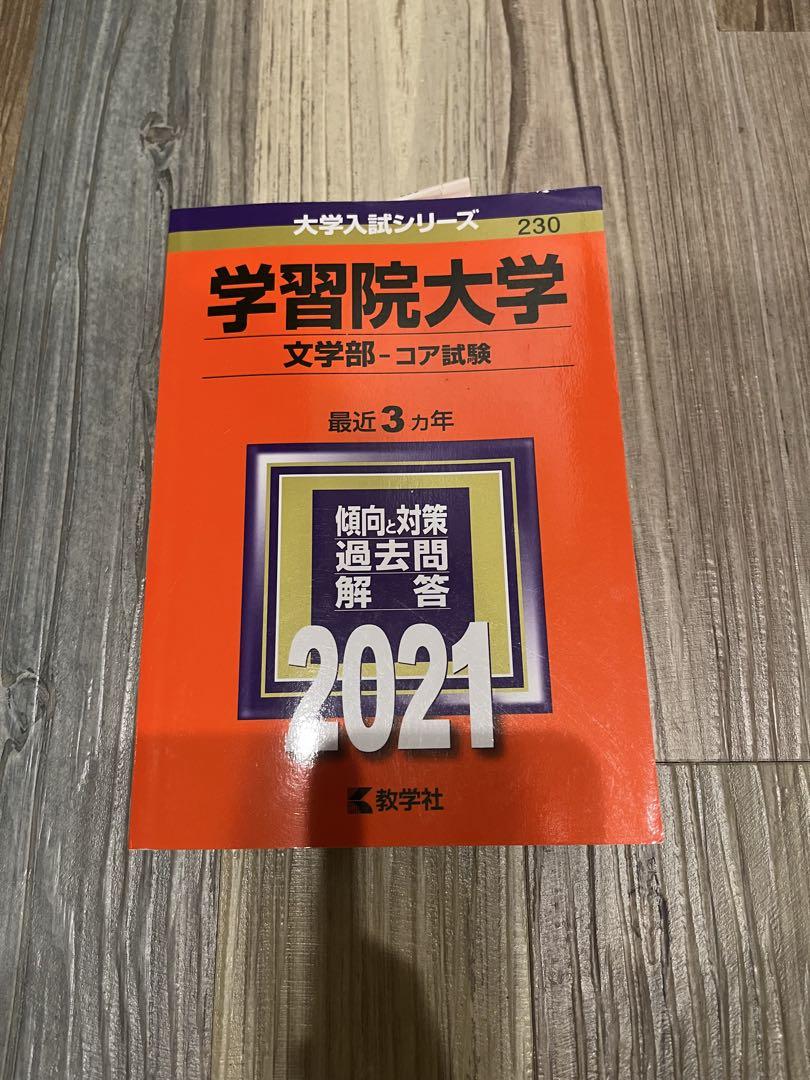 大学入試シリーズ 230
学習院大学
文学部－コア試験
最近3カ年
傾向と対策
過去問
解答
2021
教学社